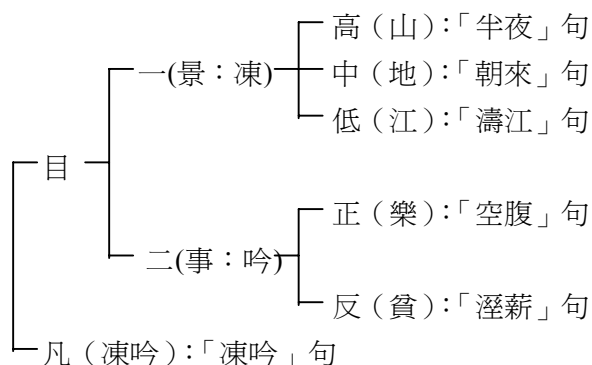 高（山）：「半夜」句
一(景：凍)
中（地）：「朝來」句
低（江）：「濤江」句
目
正（樂）：「空腹」句
二(事：吟)
反（貧）：「溼薪」句
凡（凍吟）：「凍吟」句